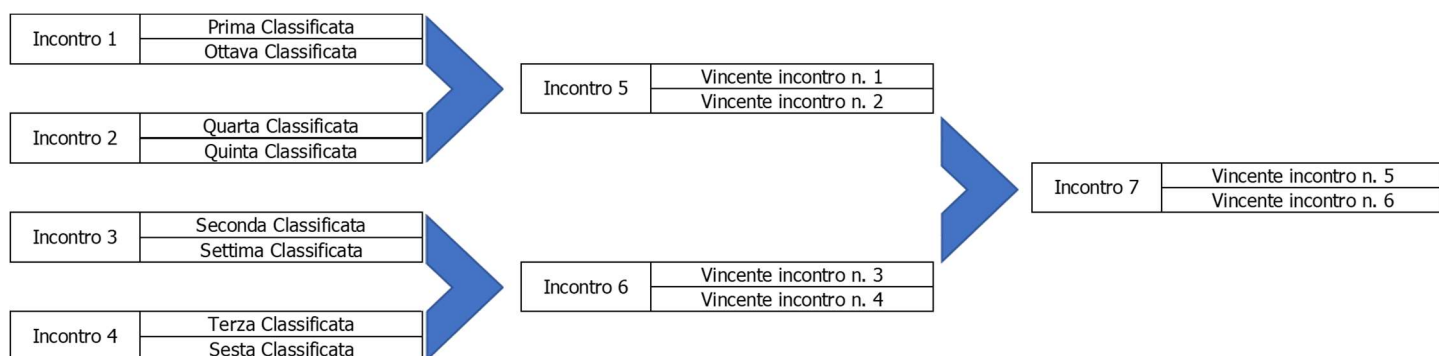 Incontro 1
Prima Classificata
Ottava Classificata
Incontro 2
Quarta Classificata
Quinta Classificata
Incontro 3
Seconda Classificata
Settima Classificata
Incontro 4
Terza Classificata
Sesta Classificata
Incontro 5
Vincente incontro n. 1
Vincente incontro n. 2
Incontro 6
Vincente incontro n. 3
Vincente incontro n. 4
Incontro 7
Vincente incontro n. 5
Vincente incontro n. 6